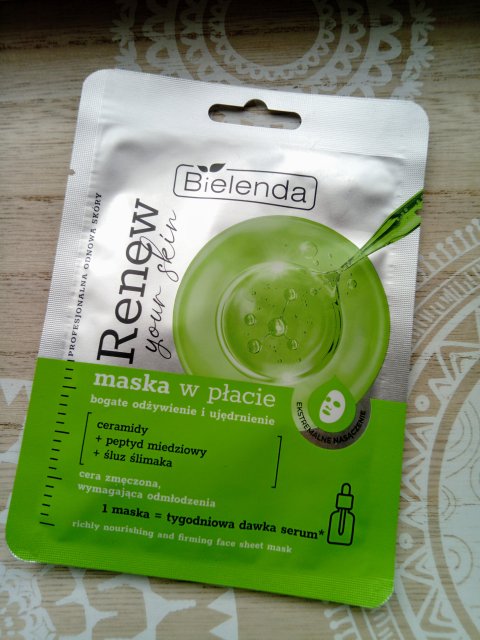 Bielenda
PROFESJONALNA ODNOWA SKÓRY
Renew
your skin
maska w płacie
bogate odżywienie i ujędrnienie
EKSTREMALNE NASĄCZENIE
ceramidy
+ peptyd miedziowy
+ śluz ślimaka
cera zmęczona,
wymagająca odmłodzenia
1 maska = tygodniowa dawka serum*
richly nourishing and firming face sheet mask